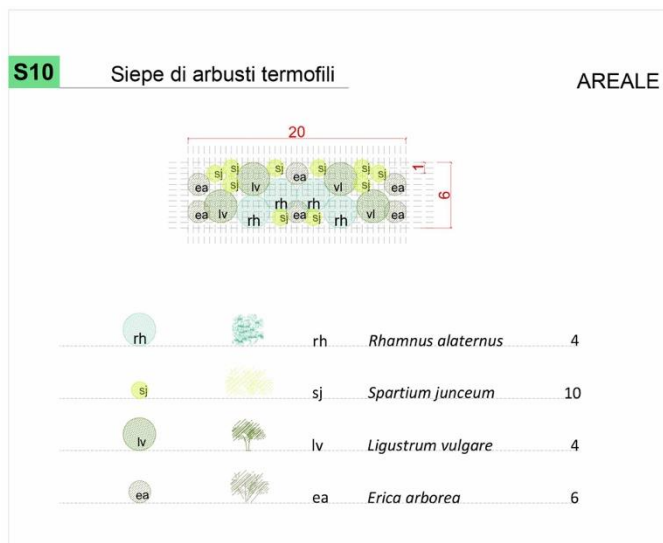 S10 Siepe di arbusti termofili
AREALE
20
sj sj sj sj sj sj
lv ea vl 1
ea sj sj ea 6
rh rh
ea lv rh sj ea sj rh vl ea
rh rh Rhamnus alaternus 4
sj sj Spartium junceum 10
lv lv Ligustrum vulgare 4
ea ea Erica arborea 6